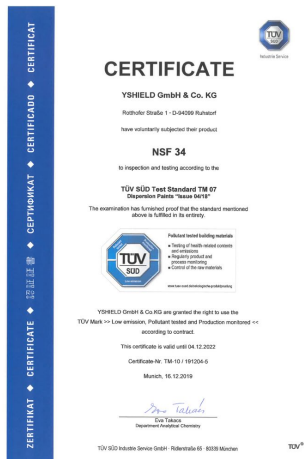 TÜV
SÜD
Industrie Service
CERTIFICATE
YSHIELD GmbH & Co. KG
Rotthofer Straße 1 - D-94099 Ruhstorf
have voluntarily subjected their product
NSF 34
to inspection and testing according to the
TÜV SÜD Test Standard TM 07
Dispersion Paints "Issue 04/18"
The examination has furnished proof that the standard mentioned
above is fulfilled in its entirety.
TÜV
SÜD
Pollutant tested building materials
Testing of health-related contents
and emissions
Regularly product and
process monitoring
Control of the raw materials
YSHIELD GmbH & Co.KG are granted the right to use the
TÜV Mark >> Low emission, Pollutant tested and Production monitored <<
according to contract.
This certificate is valid until 04.12.2022
Certificate-Nr. TM-10 / 191204-5
Munich, 16.12.2019
Eva Takacs
Department Analytical Chemistry
TÜV SÜD Industrie Service GmbH · Ridlerstraße 65 · 80339 München
TÜV®
ZERTIFIKAT ◆ CERTIFICATE ◆ 認証証書 ◆ СЕРТИФИКАТ ◆ CERTIFICADO ◆ CERTIFICAT